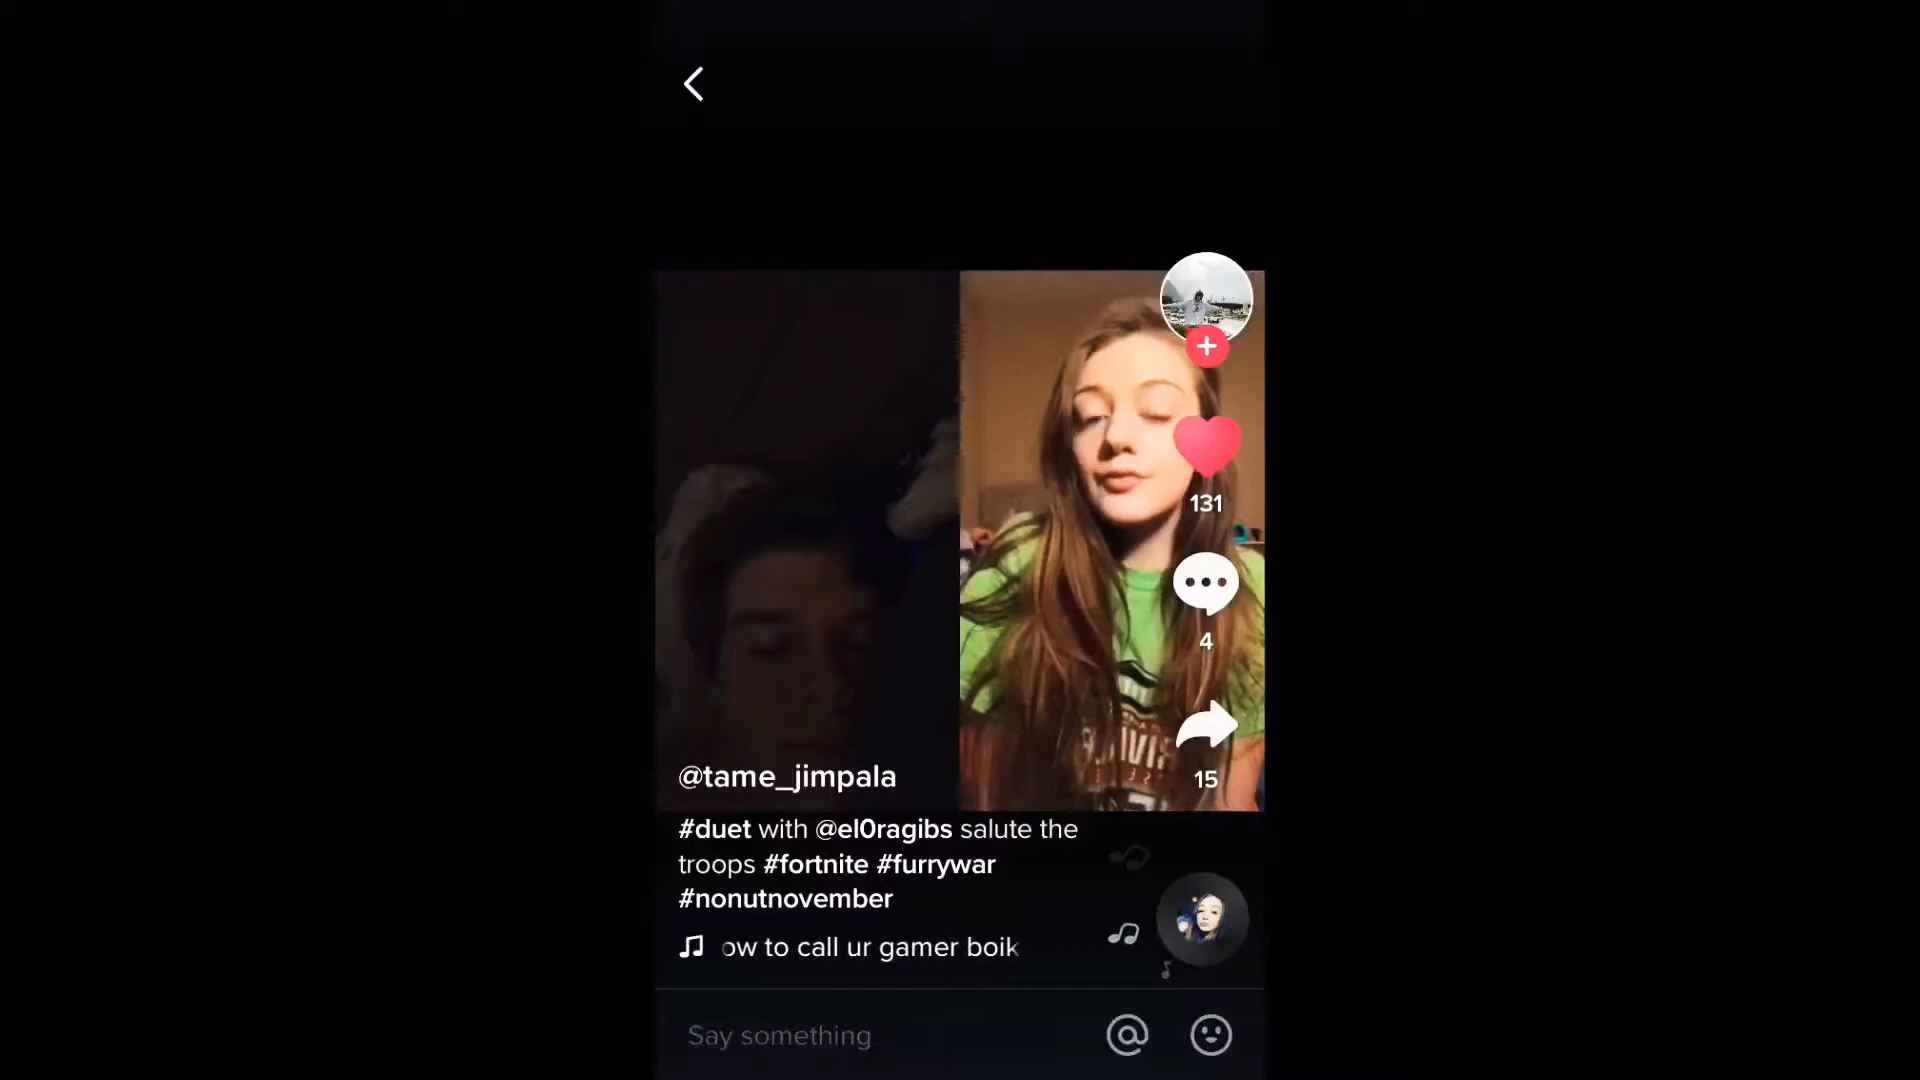 131
4
15
@tame_jimpala
#duet with @el0ragibs salute the
troops #fortnite #furrywar
#nonutnovember
ow to call ur gamer boik
Say something